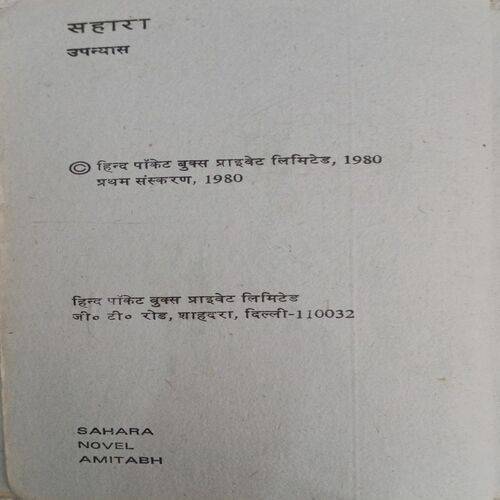 सहारा
उपन्यास
© हिन्द पॉकेट बुक्स प्राइवेट लिमिटेड, 1980
प्रथम संस्करण, 1980
हिन्द पॉकेट बुक्स प्राइवेट लिमिटेड
जी० टी० रोड, शाहदरा, दिल्ली-110032
SAHARA
NOVEL
AMITABH